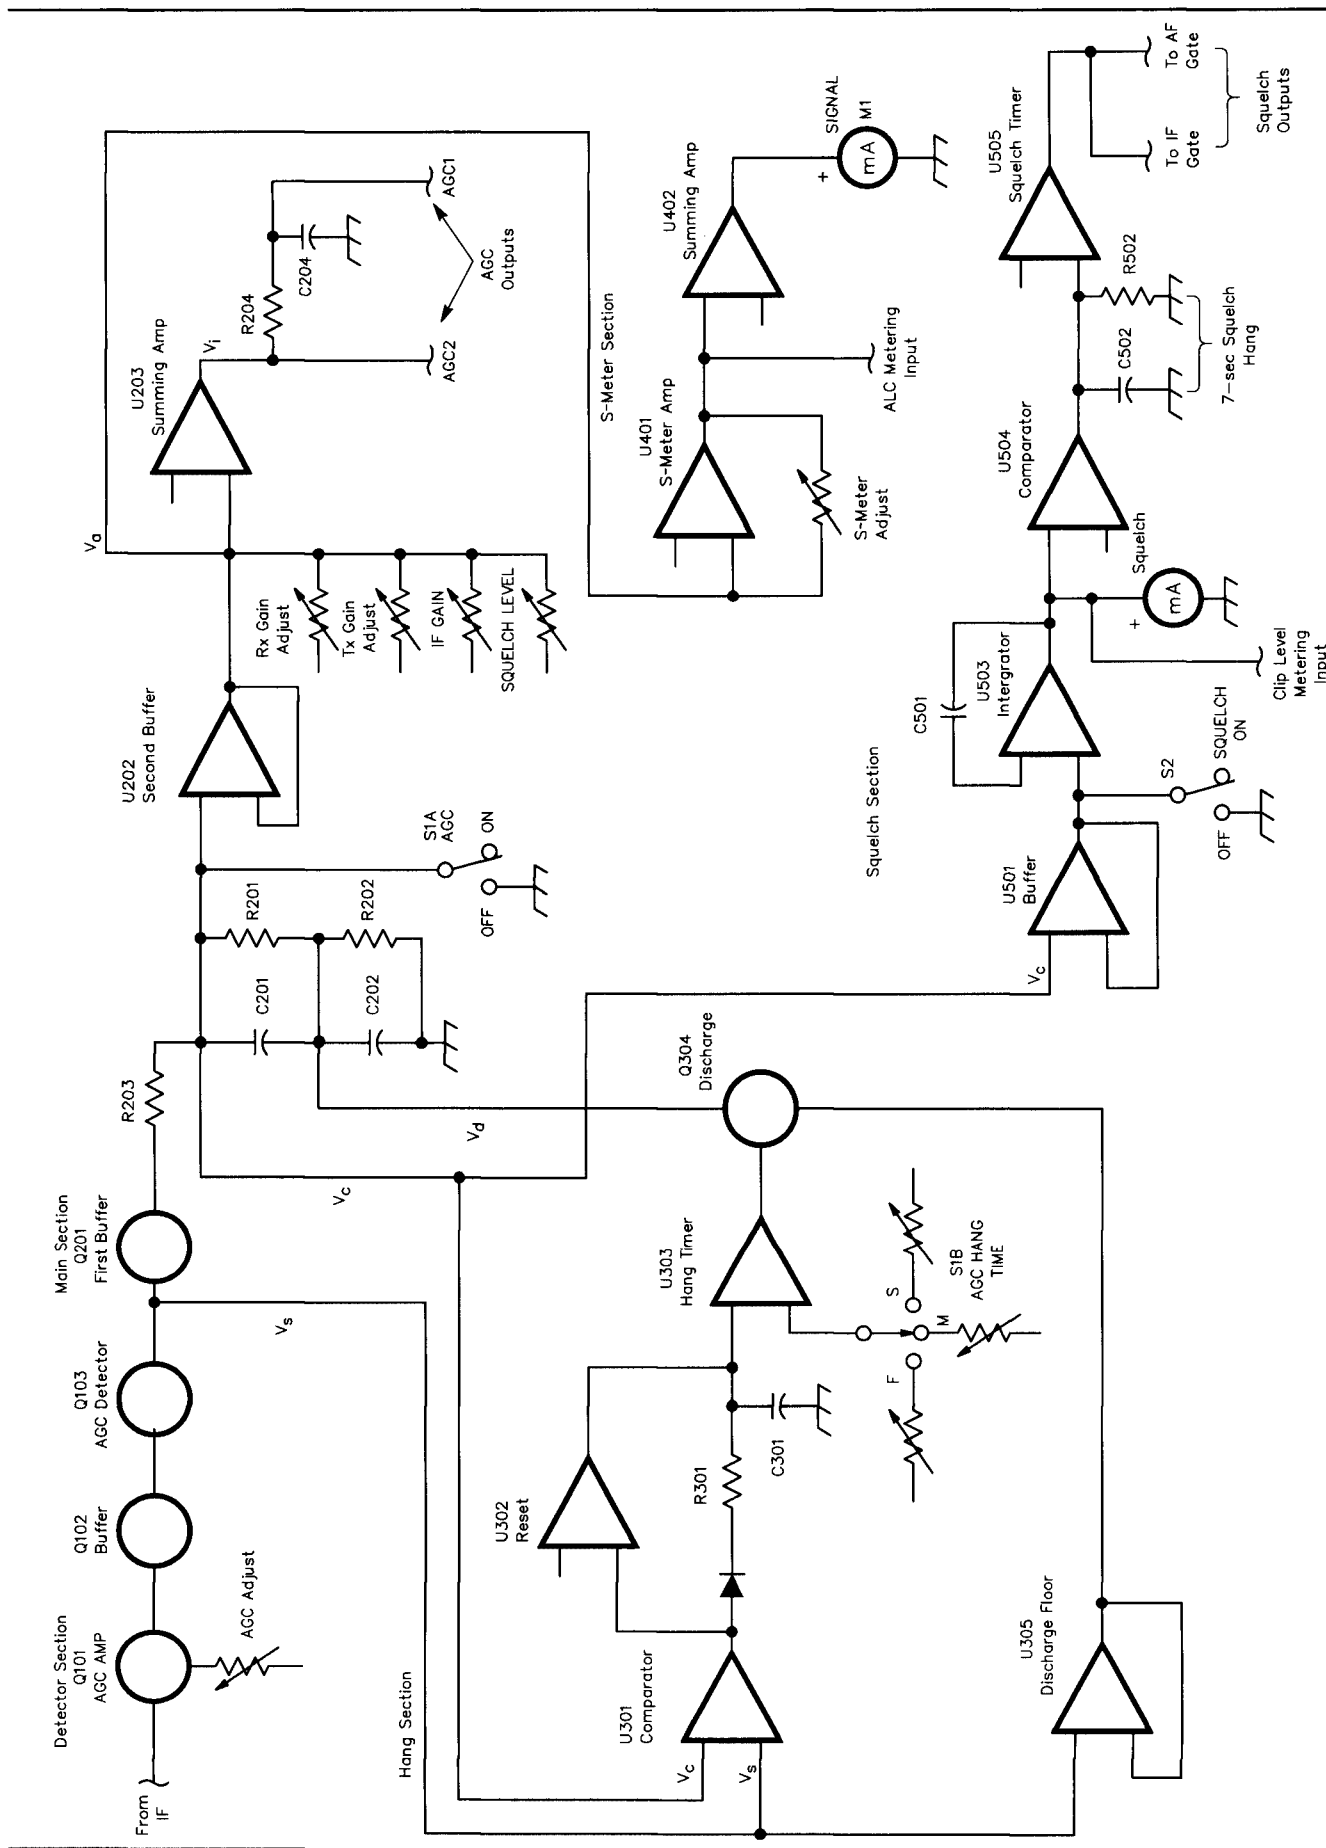 Detector Section
Q101
AGC AMP
From
IF
AGC Adjust
Q102
Buffer
Q103
AGC Detector
Vs
Main Section
Q201
First Buffer
R203
Vc
C201
R201
C202
R202
Vd
S1A
AGC
ON
OFF
U202
Second Buffer
Va
Rx Gain
Adjust
Tx Gain
Adjust
IF GAIN
SQUELCH LEVEL
U203
Summing Amp
Vi
R204
C204
AGC1
AGC2
AGC
Outputs
S-Meter Section
U401
S-Meter Amp
S-Meter
Adjust
ALC Metering
Input
U402
Summing Amp
SIGNAL
M1
+
mA
Hang Section
U301
Comparator
Vc
Vs
U302
Reset
R301
C301
U303
Hang Timer
F
M
S
S1B
AGC HANG
TIME
Q304
Discharge
U305
Discharge Floor
Squelch Section
Vc
U501
Buffer
S2
SQUELCH
ON
OFF
C501
U503
Intergrator
Clip Level
Metering
Input
Squelch
+
mA
U504
Comparator
C502
R502
7-sec Squelch
Hang
U505
Squelch Timer
To IF
Gate
To AF
Gate
Squelch
Outputs